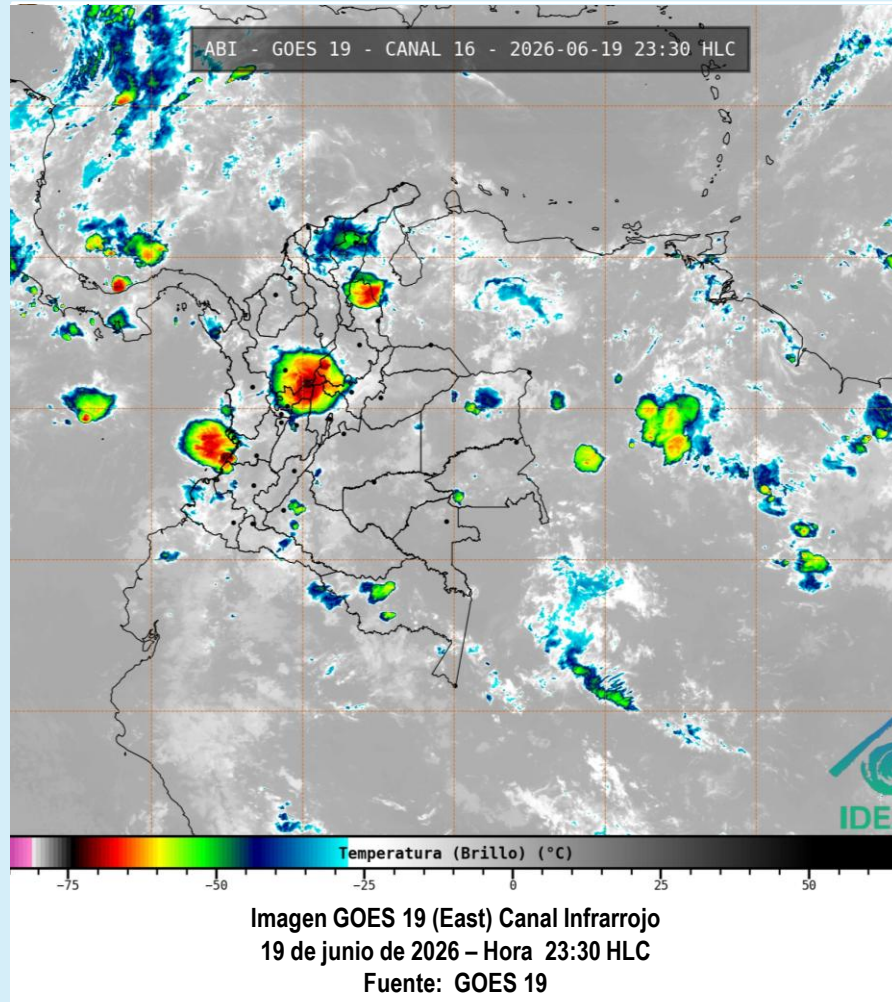 ABI - GOES 19 - CANAL 16 - 2026-06-19 23:30 HLC
IDE
Temperatura (Brillo) (°C)
−75 −50 −25 0 25 50
Imagen GOES 19 (East) Canal Infrarrojo
19 de junio de 2026 – Hora 23:30 HLC
Fuente: GOES 19